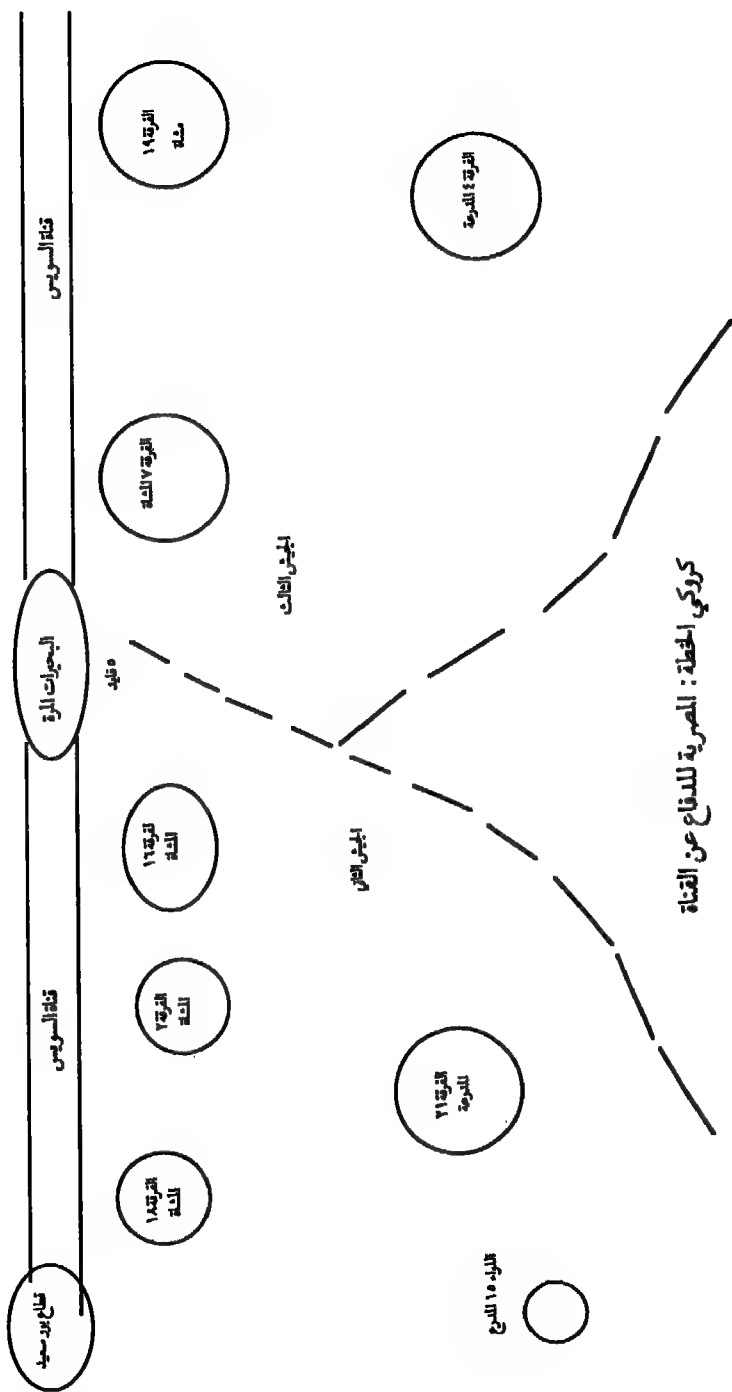 كروكي الخطة : المصرية للدفاع عن القناة
قطاع بور سعيد
قناة السويس
البحيرات المرة
قناة السويس
الفرقة ١٨
المشاة
الفرقة ٢
المشاة
الفرقة ١٦
المشاة
الفرقة ٧ المشاة
الفرقة ١٩
مشاة
الجيش الثاني
الجيش الثالث
الفرقة ٢١
المدرعة
الفرقة ٤ المدرعة
اللواء ١٥ المدرع